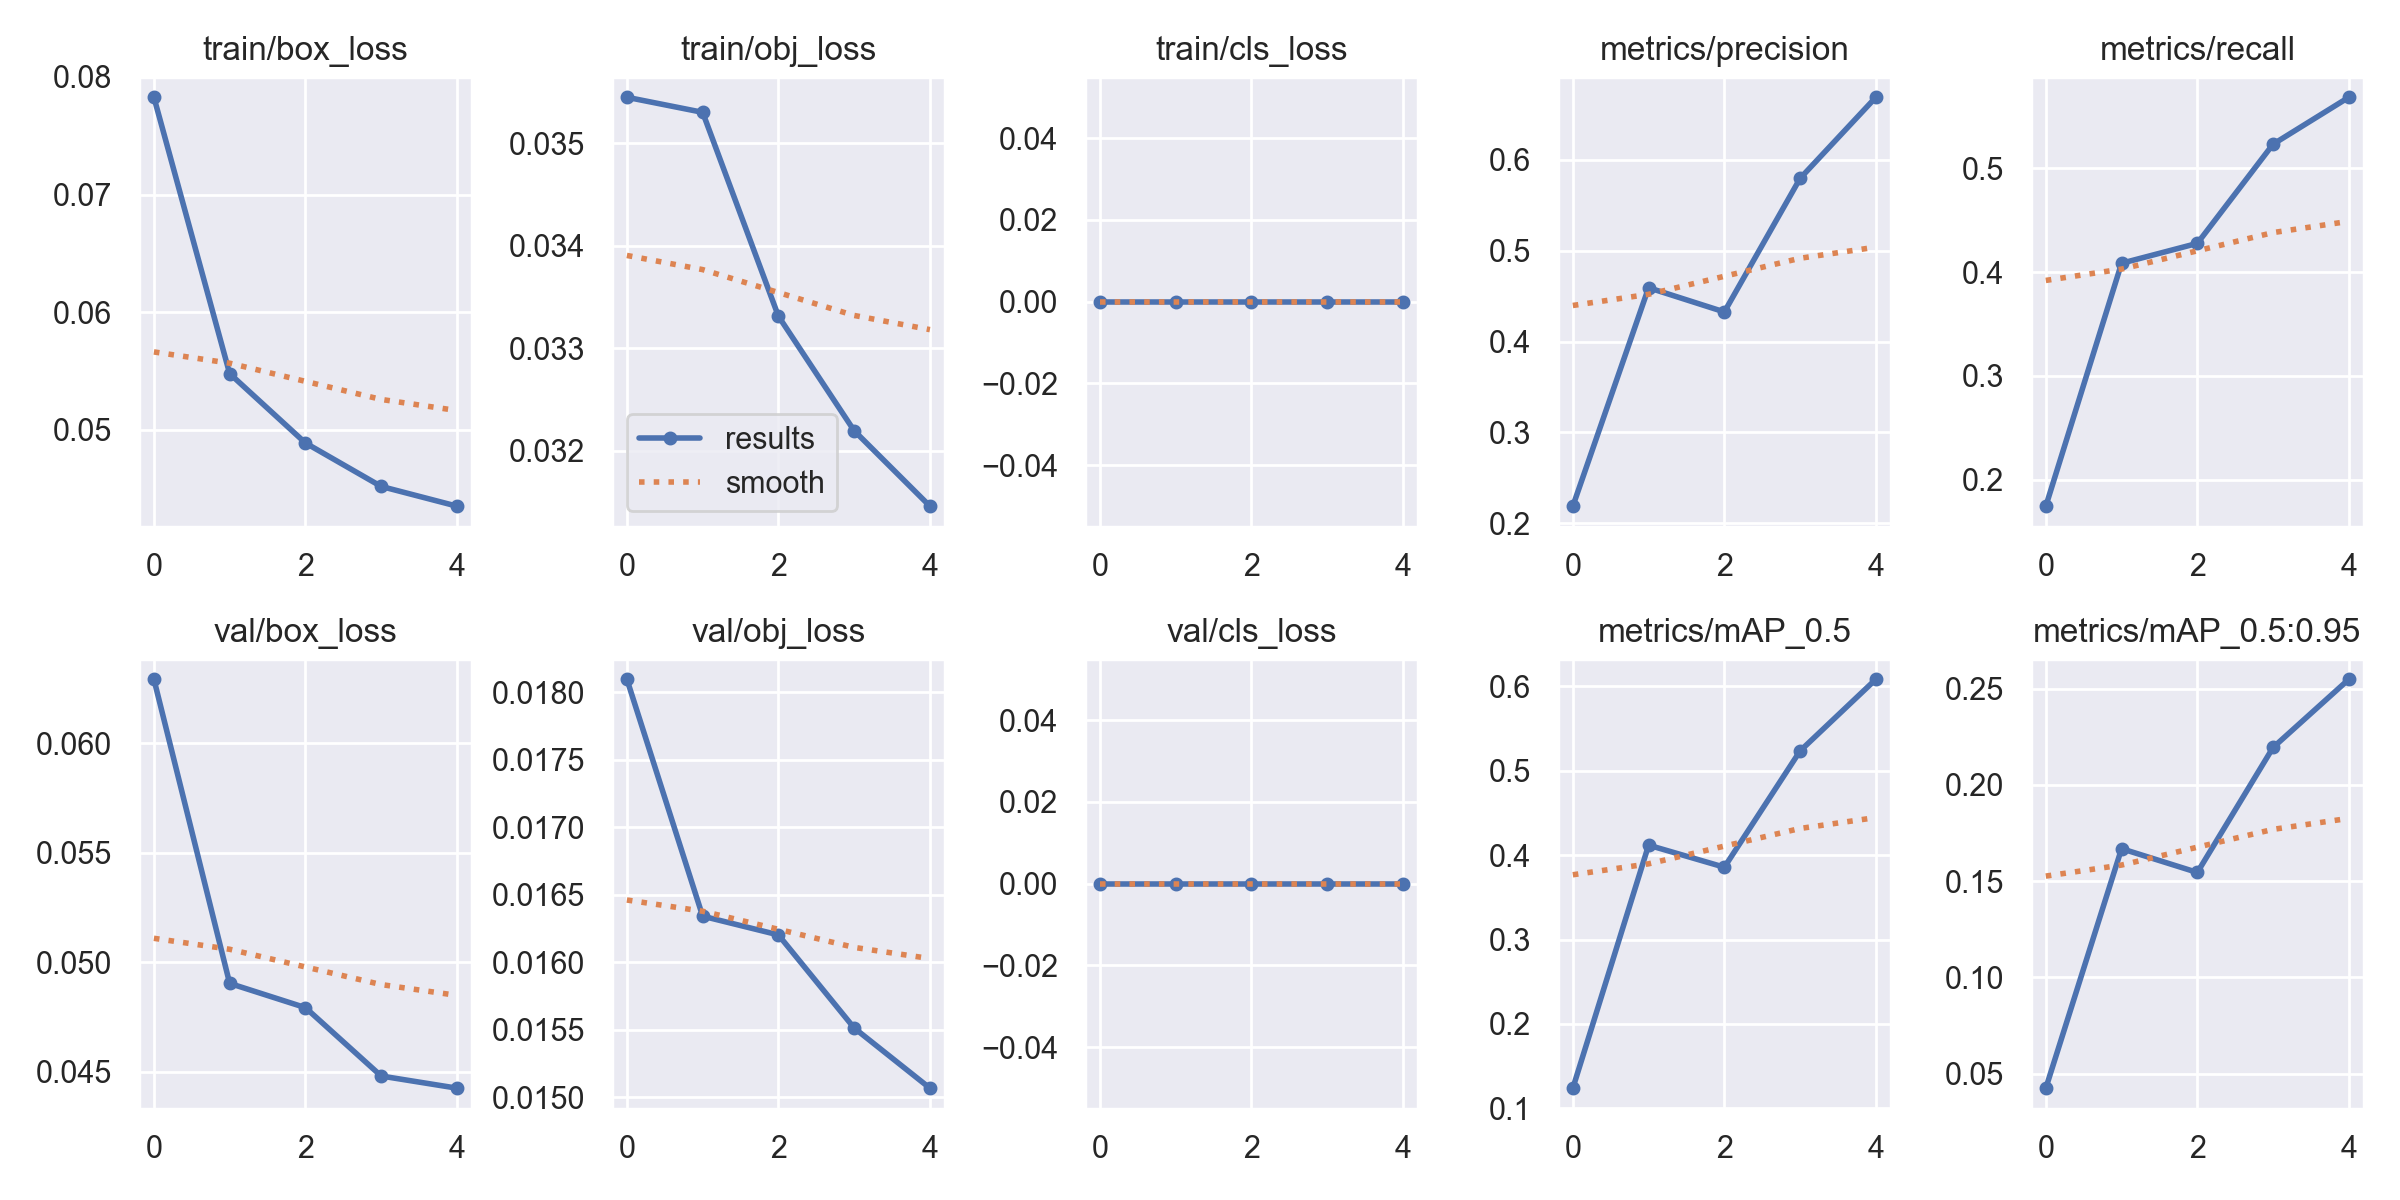 train/box_loss
0.08
0.07
0.06
0.05
0 2 4
train/obj_loss
0.035
0.034
0.033
0.032
results
smooth
0 2 4
train/cls_loss
0.04
0.02
0.00
−0.02
−0.04
0 2 4
metrics/precision
0.6
0.5
0.4
0.3
0.2
0 2 4
metrics/recall
0.5
0.4
0.3
0.2
0 2 4
val/box_loss
0.060
0.055
0.050
0.045
0 2 4
val/obj_loss
0.0180
0.0175
0.0170
0.0165
0.0160
0.0155
0.0150
0 2 4
val/cls_loss
0.04
0.02
0.00
−0.02
−0.04
0 2 4
metrics/mAP_0.5
0.6
0.5
0.4
0.3
0.2
0.1
0 2 4
metrics/mAP_0.5:0.95
0.25
0.20
0.15
0.10
0.05
0 2 4